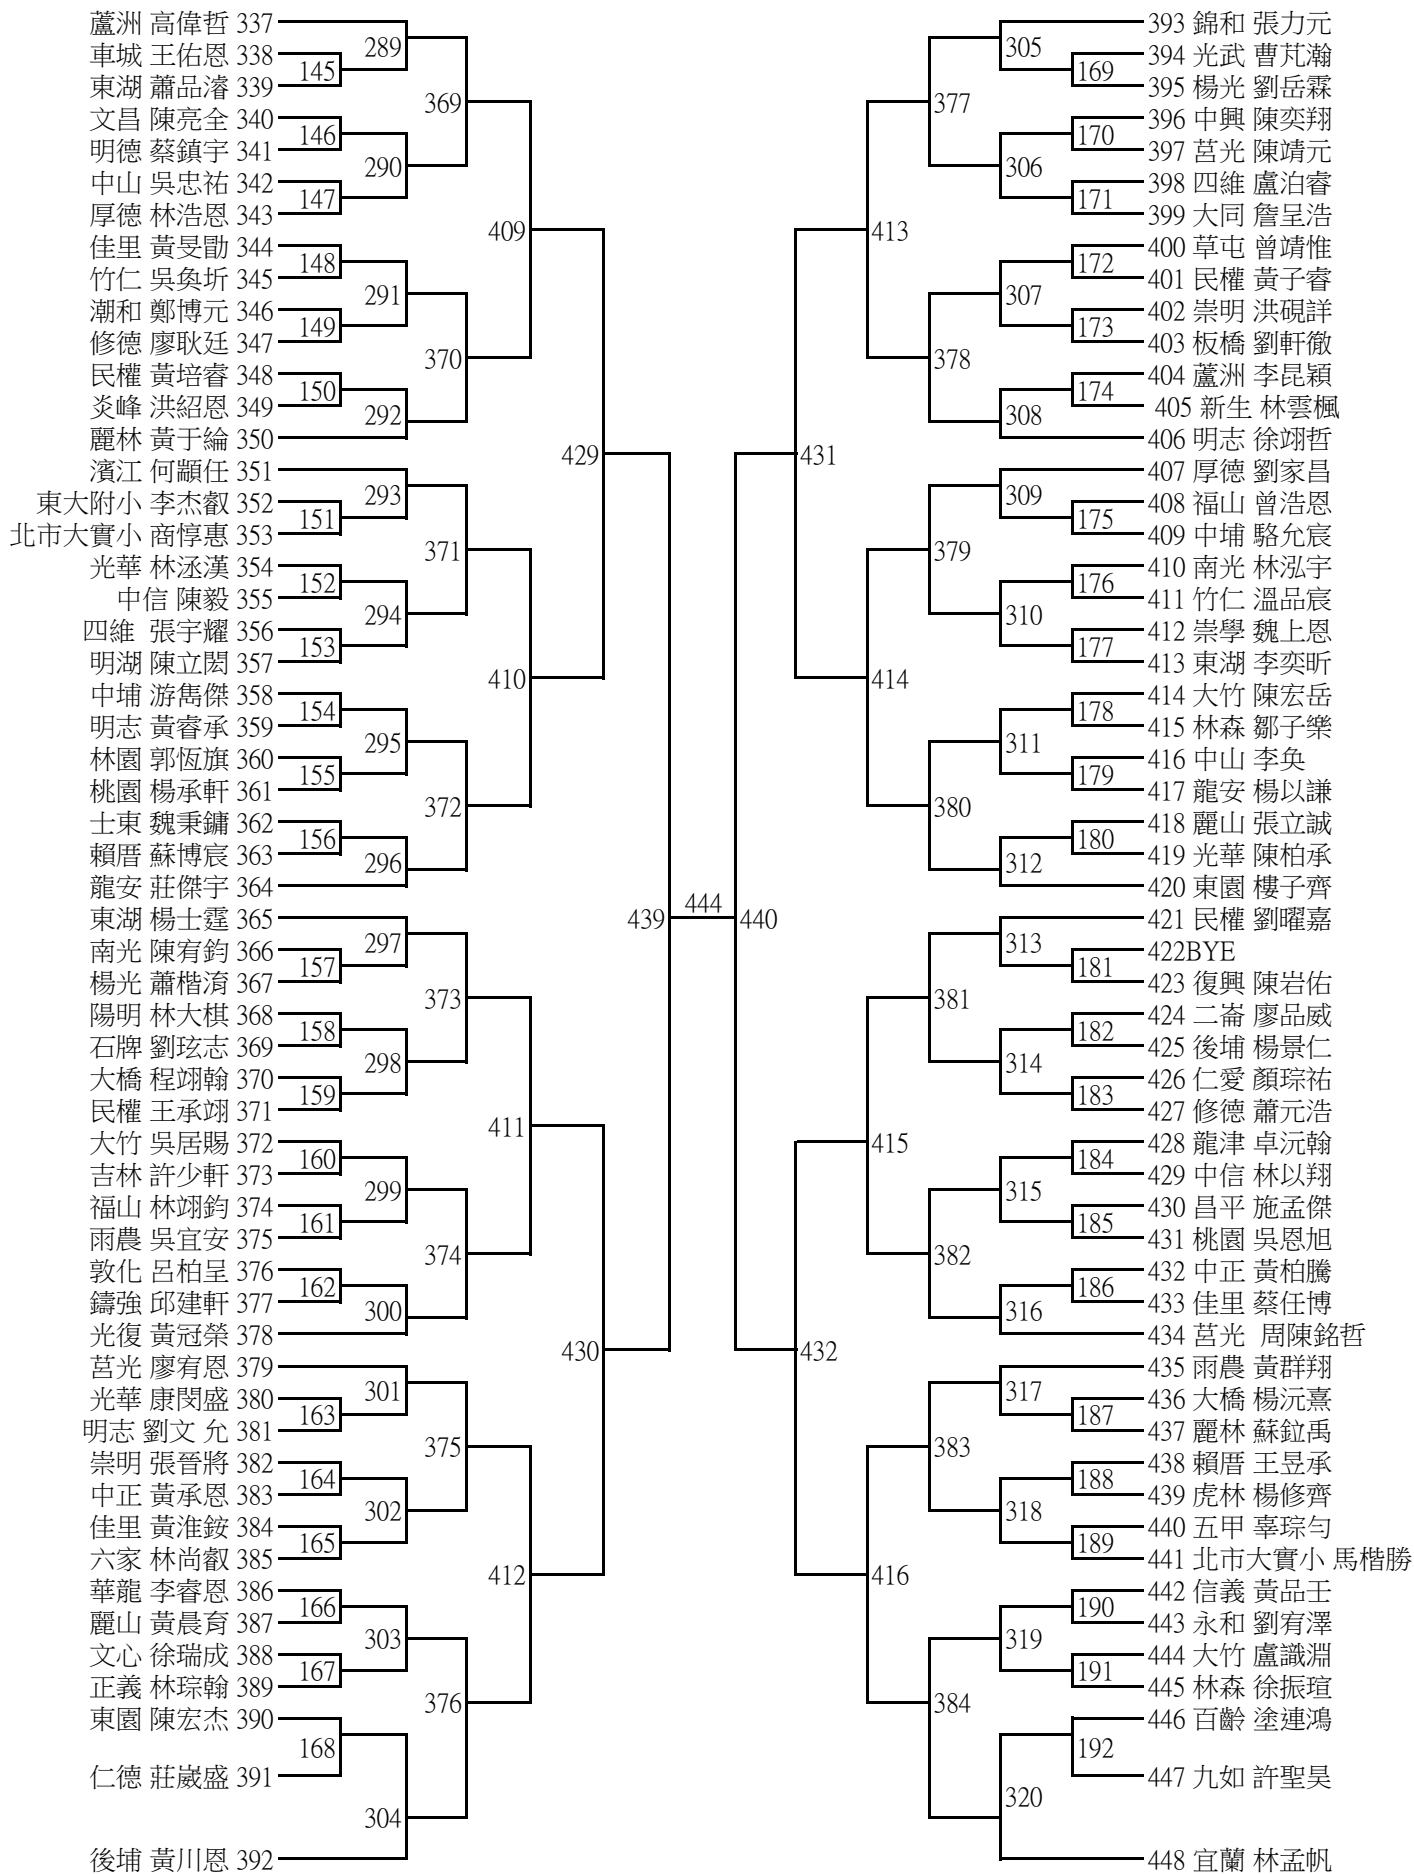 蘆洲 高偉哲 337
車城 王佑恩 338
東湖 蕭品濬 339
文昌 陳亮全 340
明德 蔡鎮宇 341
中山 吳忠祐 342
厚德 林浩恩 343
佳里 黃旻勛 344
竹仁 吳奐圻 345
潮和 鄭博元 346
修德 廖耿廷 347
民權 黃培睿 348
炎峰 洪紹恩 349
麗林 黃于綸 350
濱江 何顓任 351
東大附小 李杰叡 352
北市大實小 商惇惠 353
光華 林洆漢 354
中信 陳毅 355
四維 張宇耀 356
明湖 陳立閎 357
中埔 游雋傑 358
明志 黃睿承 359
林園 郭恆旗 360
桃園 楊承軒 361
士東 魏秉鏞 362
賴厝 蘇博宸 363
龍安 莊傑宇 364
東湖 楊士霆 365
南光 陳宥鈞 366
楊光 蕭楷淯 367
陽明 林大棋 368
石牌 劉玹志 369
大橋 程翊翰 370
民權 王承翊 371
大竹 吳居賜 372
吉林 許少軒 373
福山 林翊鈞 374
雨農 吳宜安 375
敦化 呂柏呈 376
鑄強 邱建軒 377
光復 黃冠榮 378
莒光 廖宥恩 379
光華 康閔盛 380
明志 劉文 允 381
崇明 張晉將 382
中正 黃承恩 383
佳里 黃淮銨 384
六家 林尚叡 385
華龍 李睿恩 386
麗山 黃晨育 387
文心 徐瑞成 388
正義 林琮翰 389
東園 陳宏杰 390
仁德 莊崴盛 391
後埔 黃川恩 392
145
146
147
148
149
150
151
152
153
154
155
156
157
158
159
160
161
162
163
164
165
166
167
168
289
290
291
292
293
294
295
296
297
298
299
300
301
302
303
304
369
370
371
372
373
374
375
376
409
410
411
412
429
430
439
444
440
431
432
413
414
415
416
377
378
379
380
381
382
383
384
305
306
307
308
309
310
311
312
313
314
315
316
317
318
319
320
169
170
171
172
173
174
175
176
177
178
179
180
181
182
183
184
185
186
187
188
189
190
191
192
393 錦和 張力元
394 光武 曹芃瀚
395 楊光 劉岳霖
396 中興 陳奕翔
397 莒光 陳靖元
398 四維 盧泊睿
399 大同 詹呈浩
400 草屯 曾靖惟
401 民權 黃子睿
402 崇明 洪硯詳
403 板橋 劉軒徹
404 蘆洲 李昆穎
405 新生 林雲楓
406 明志 徐翊哲
407 厚德 劉家昌
408 福山 曾浩恩
409 中埔 駱允宸
410 南光 林泓宇
411 竹仁 溫品宸
412 崇學 魏上恩
413 東湖 李奕昕
414 大竹 陳宏岳
415 林森 鄒子樂
416 中山 李奐
417 龍安 楊以謙
418 麗山 張立誠
419 光華 陳柏承
420 東園 樓子齊
421 民權 劉曜嘉
422BYE
423 復興 陳岩佑
424 二崙 廖品威
425 後埔 楊景仁
426 仁愛 顏琮祐
427 修德 蕭元浩
428 龍津 卓沅翰
429 中信 林以翔
430 昌平 施孟傑
431 桃園 吳恩旭
432 中正 黃柏騰
433 佳里 蔡任博
434 莒光 周陳銘哲
435 雨農 黃群翔
436 大橋 楊沅熹
437 麗林 蘇鉝禹
438 賴厝 王昱承
439 虎林 楊修齊
440 五甲 辜琮勻
441 北市大實小 馬楷勝
442 信義 黃品王
443 永和 劉宥澤
444 大竹 盧識淵
445 林森 徐振瑄
446 百齡 塗連鴻
447 九如 許聖昊
448 宜蘭 林孟帆